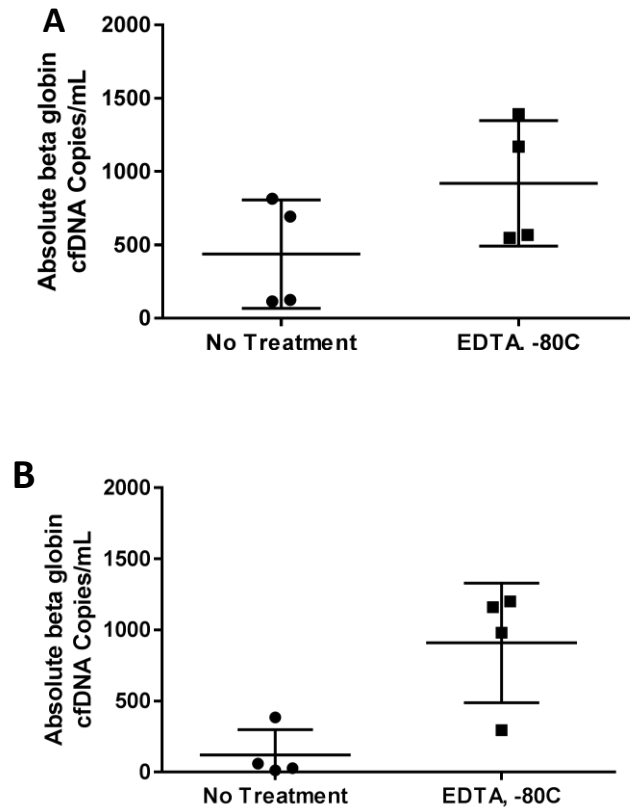 A
Absolute beta globin
cfDNA Copies/mL
2000
1500
1000
500
0
No Treatment
EDTA. -80C
B
Absolute beta globin
cfDNA Copies/mL
2000
1500
1000
500
0
No Treatment
EDTA, -80C